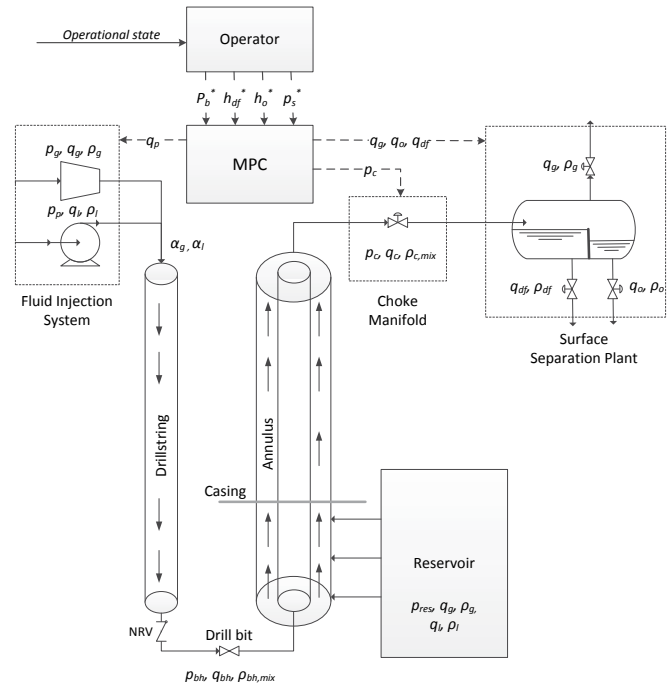 Operational state
Operator
P_b^* h_df^* h_o^* p_s^*
MPC
q_p
q_g, q_o, q_df
p_c
p_g, q_g, ρ_g
p_p, q_l, ρ_l
α_g, α_l
Fluid Injection
System
q_g, ρ_g
p_c, q_c, ρ_c,mix
Choke
Manifold
q_df, ρ_df
q_o, ρ_o
Surface
Separation Plant
Drillstring
Annulus
Casing
Reservoir
p_res, q_g, ρ_g,
q_l, ρ_l
NRV
Drill bit
p_bh, q_bh, ρ_bh,mix